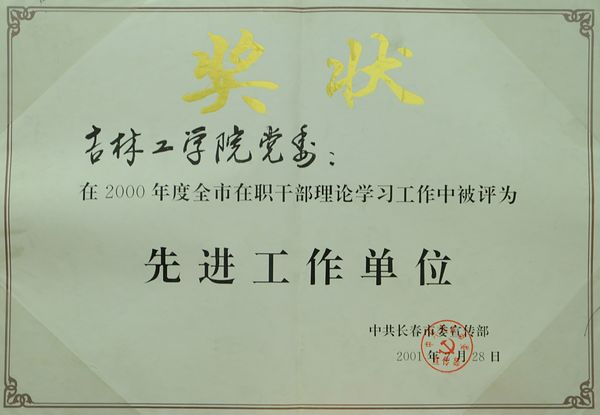 奖状
吉林工学院党委：
在2000年度全市在职干部理论学习工作中被评为
先进工作单位
中共长春市委宣传部
2001年2月28日